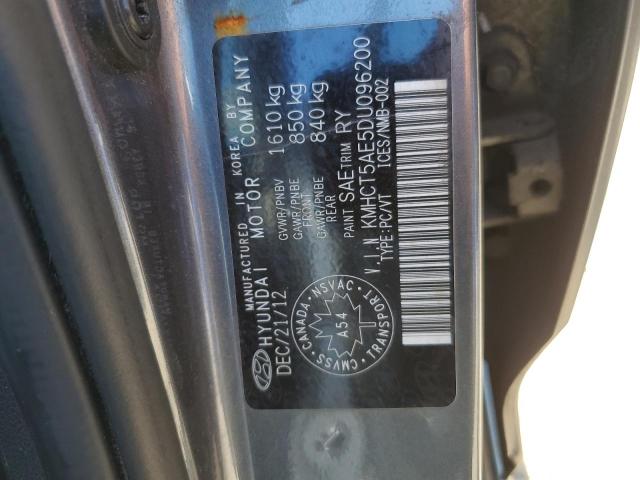 MANUFACTURED IN KOREA BY
HYUNDAI MOTOR COMPANY
DEC/21/12
GVWR/PNBV 1610 kg
GAWR/PNBE FRONT 850 kg
GAWR/PNBE REAR 840 kg
PAINT SAE TRIM RY
V.I.N KMHCT5AE5DU096200
TYPE:PC/VT ICES/NMB-002
CANADA NSVAC
A54
CMVSS TRANSPORT